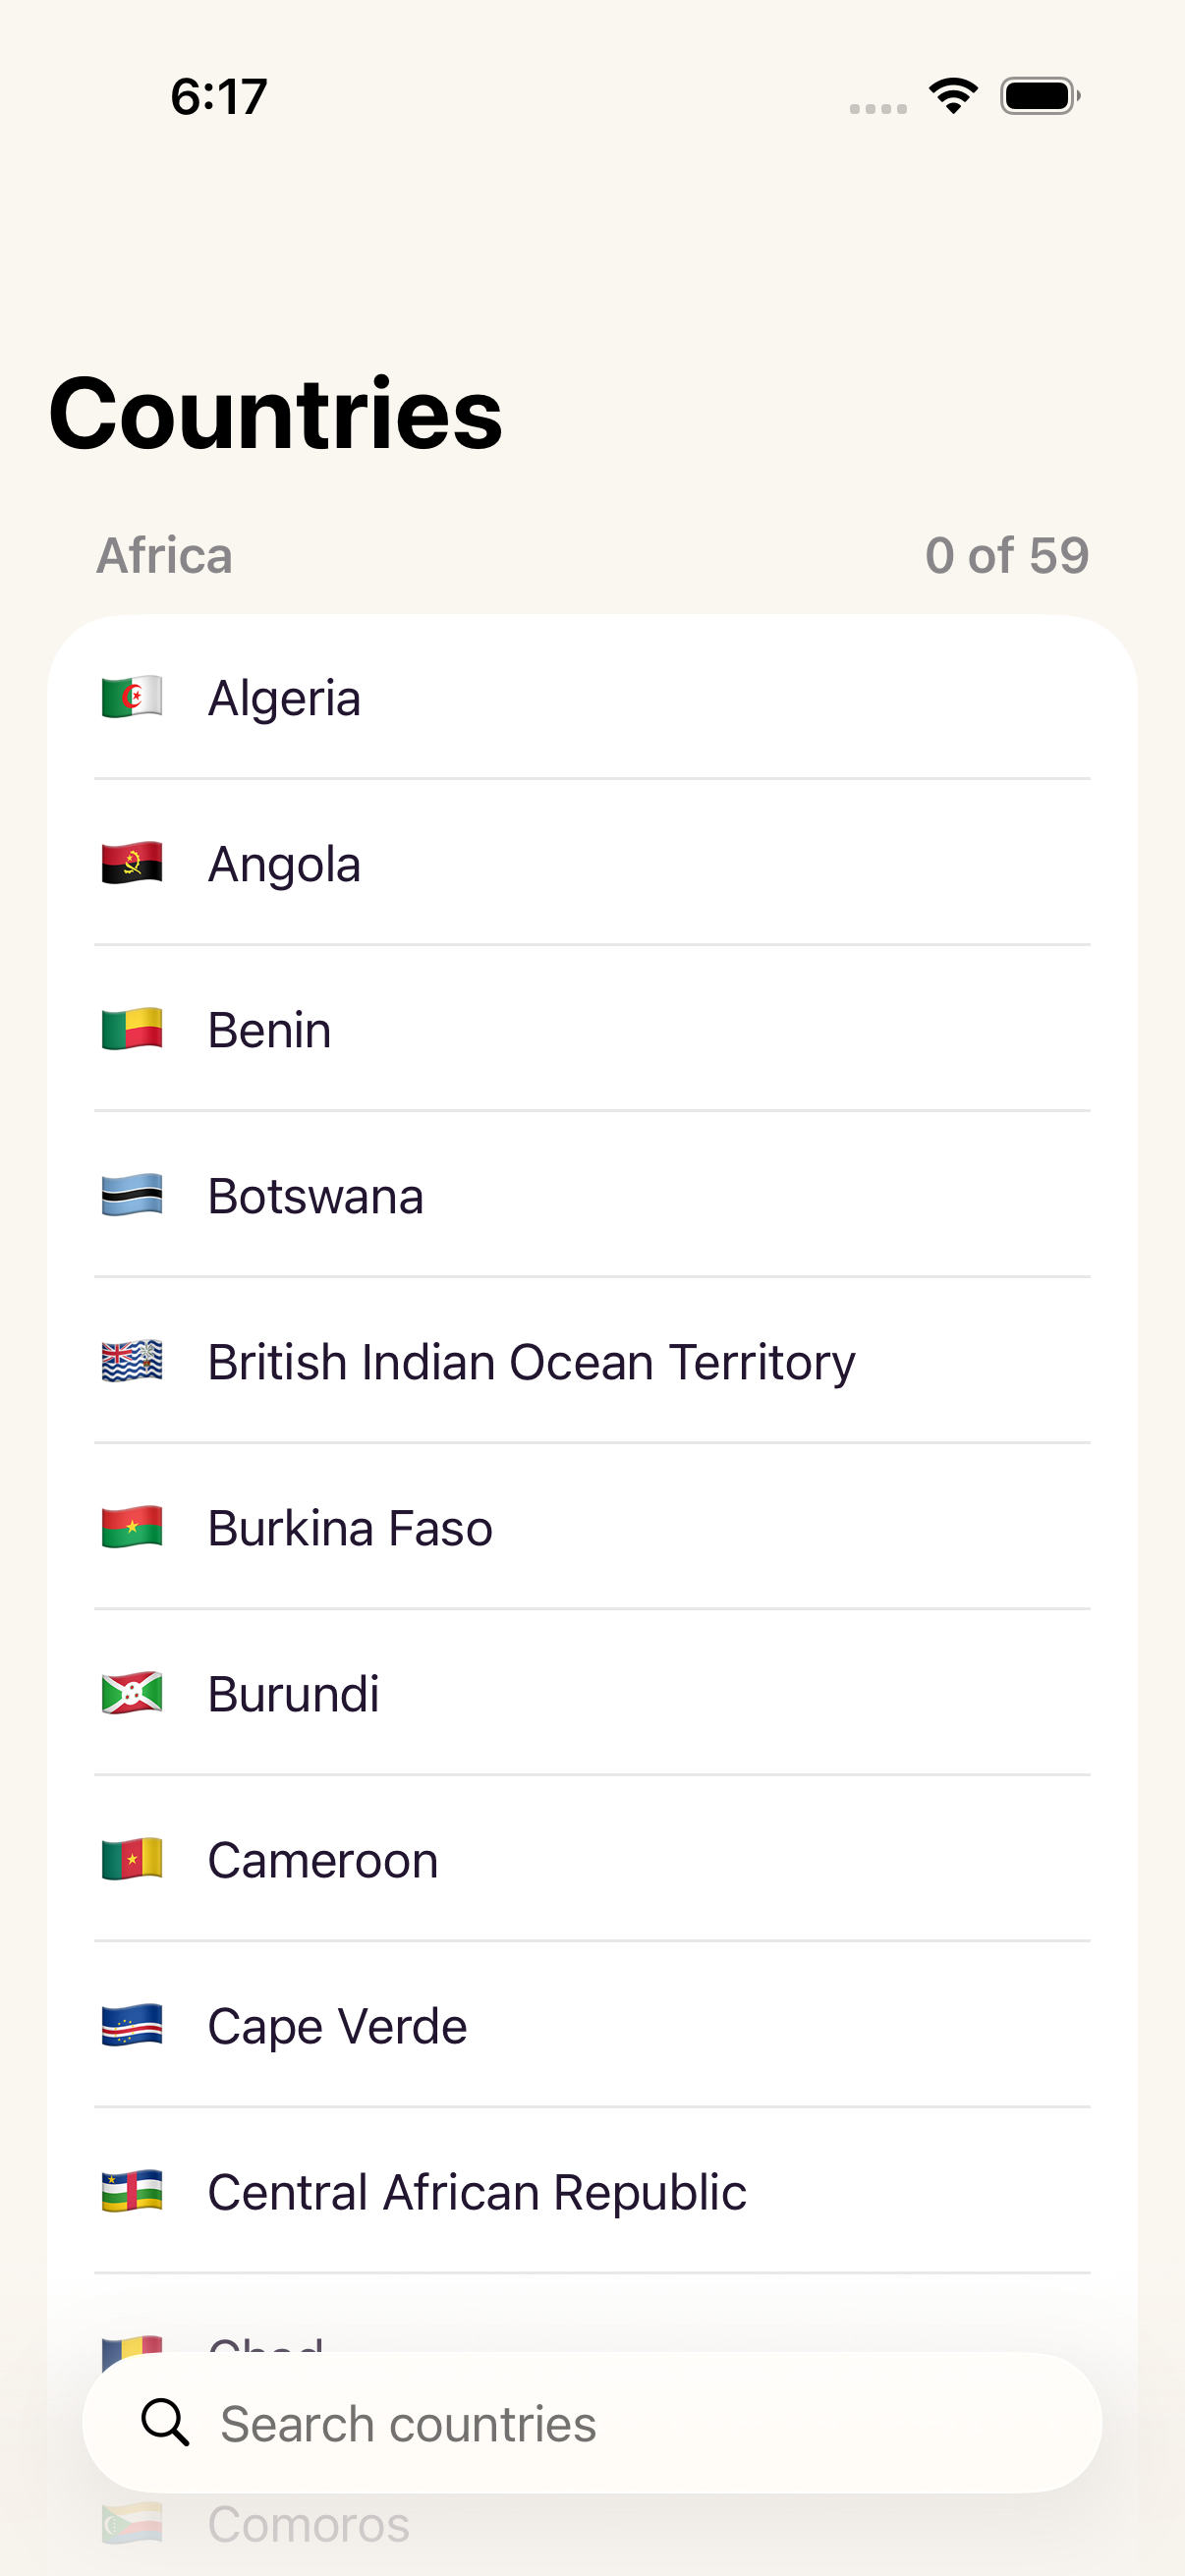 6:17
Countries
Africa 0 of 59
Algeria
Angola
Benin
Botswana
British Indian Ocean Territory
Burkina Faso
Burundi
Cameroon
Cape Verde
Central African Republic
Chad
Search countries
Comoros